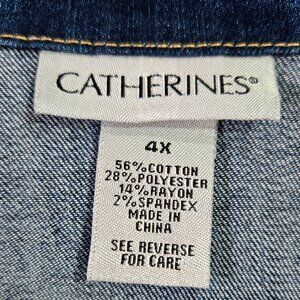 CATHERINES®
4X
56%COTTON
28%POLYESTER
14%RAYON
2%SPANDEX
MADE IN
CHINA
SEE REVERSE
FOR CARE